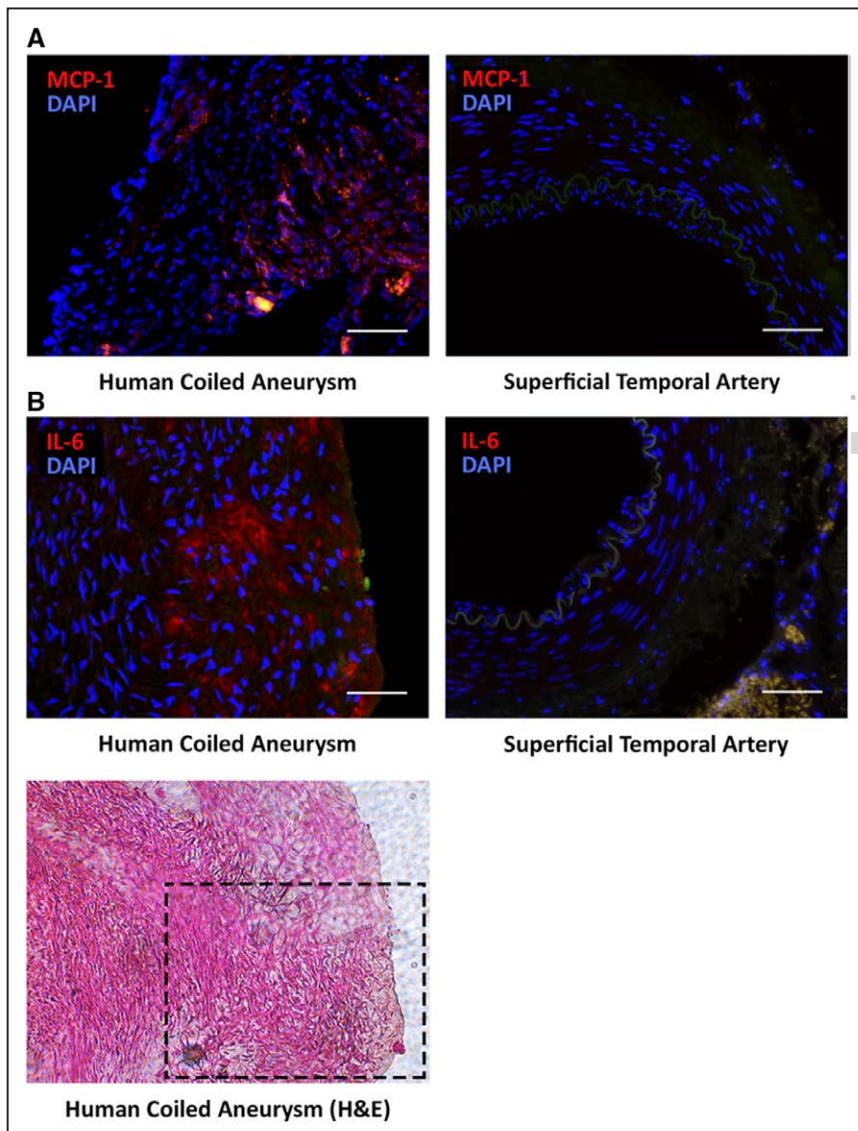 A
MCP-1
DAPI
MCP-1
DAPI
Human Coiled Aneurysm
Superficial Temporal Artery
B
IL-6
DAPI
IL-6
DAPI
Human Coiled Aneurysm
Superficial Temporal Artery
Human Coiled Aneurysm (H&E)